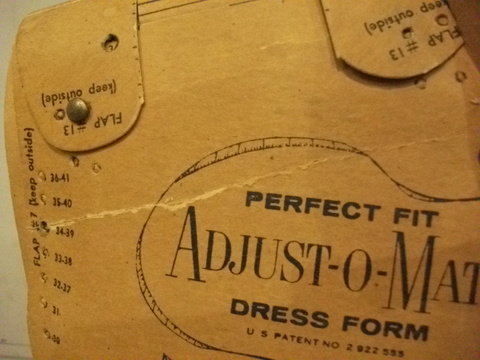 FLAP #13
(keep outside)
FLAP #13
(keep outside)
FLAP #7 (keep outside)
36-41
35-40
34-39
33-38
32-37
31
PERFECT FIT
ADJUST-O-MAT
DRESS FORM
U S PATENT NO 2 922 555